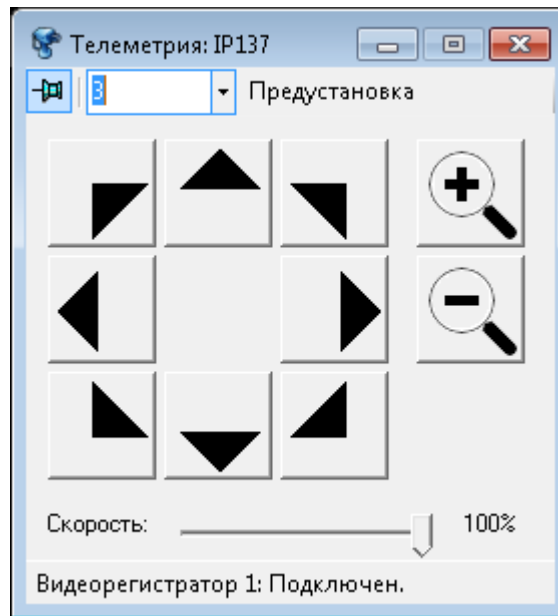 Телеметрия: IP137
3 Предустановка
Скорость: 100%
Видеорегистратор 1: Подключен.